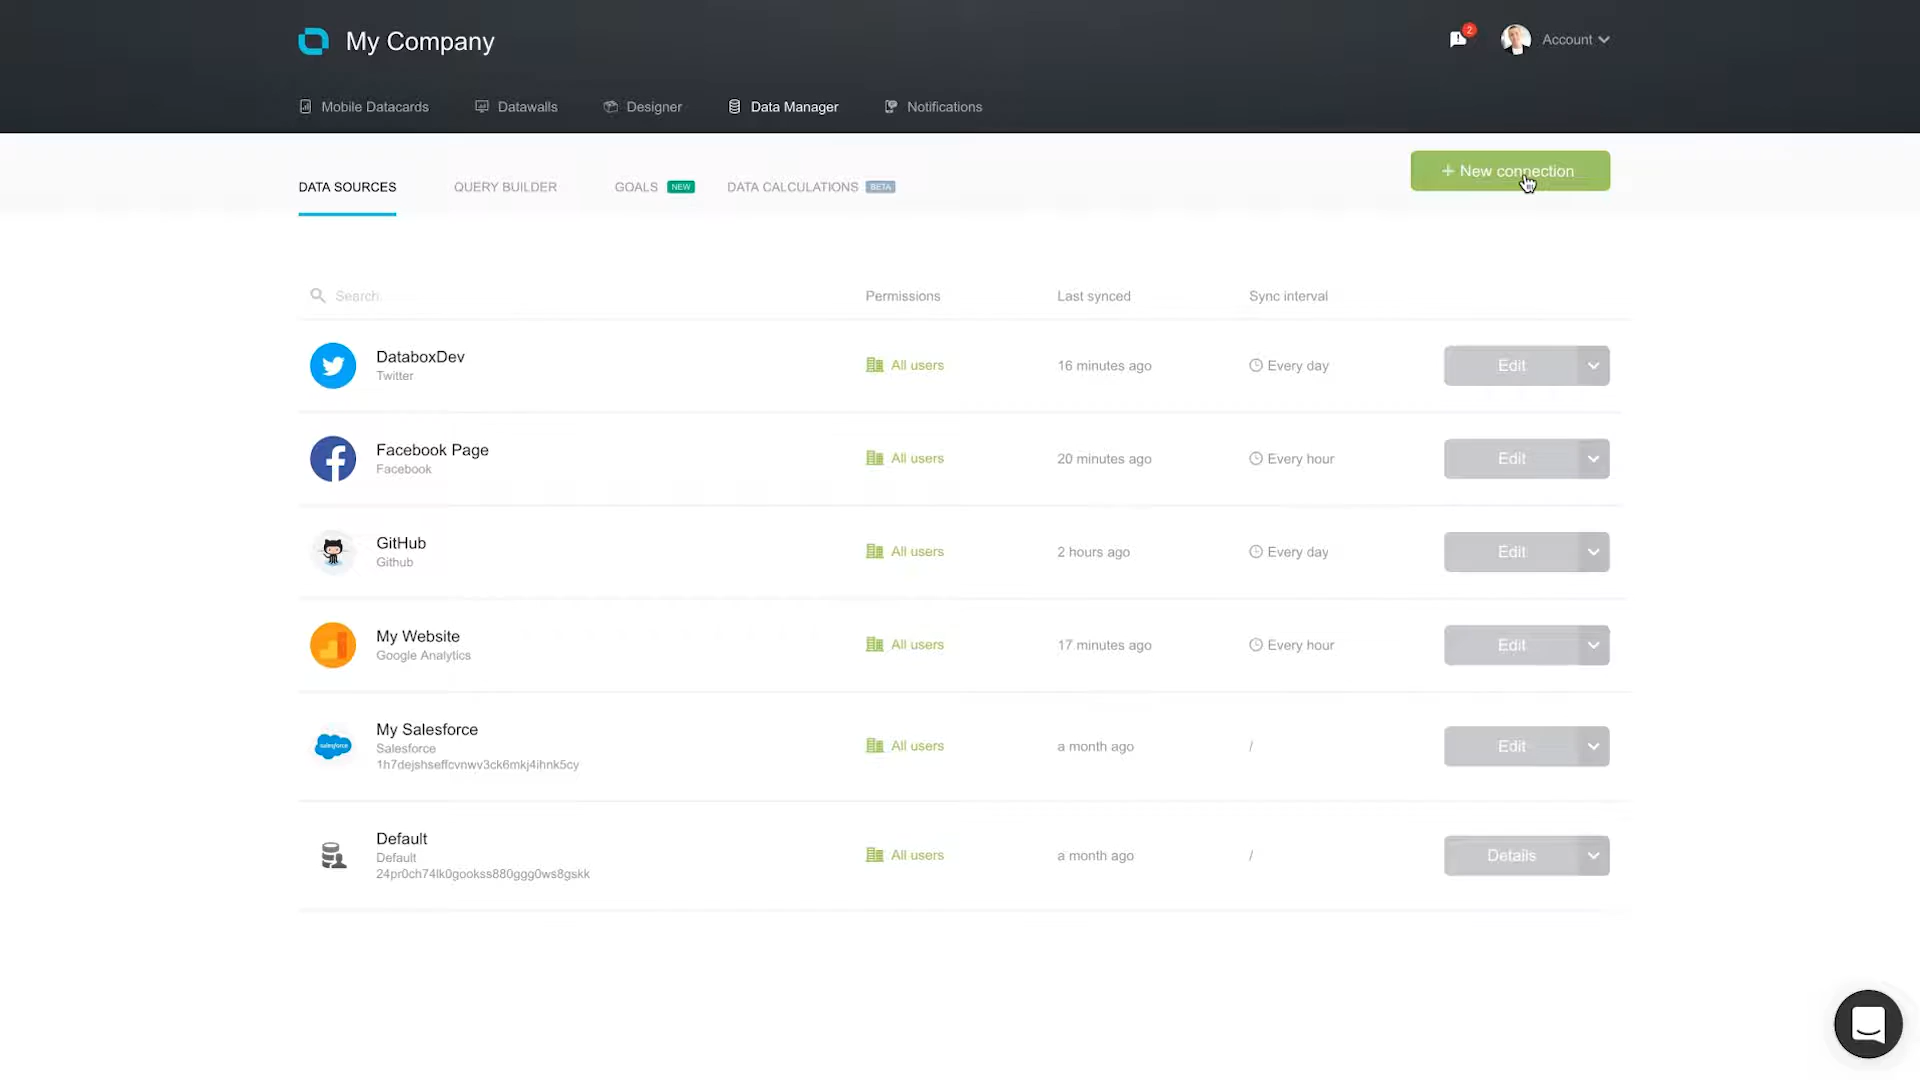 My Company
2
Account
Mobile Datacards Datawalls Designer Data Manager Notifications
DATA SOURCES QUERY BUILDER GOALS NEW DATA CALCULATIONS BETA
+ New connection
Search Permissions Last synced Sync interval
DataboxDev
Twitter
All users 16 minutes ago Every day Edit
Facebook Page
Facebook
All users 20 minutes ago Every hour Edit
GitHub
Github
All users 2 hours ago Every day Edit
My Website
Google Analytics
All users 17 minutes ago Every hour Edit
salesforce
My Salesforce
Salesforce
1h7dejshseffcvnwv3ck6mkj4ihnk5cy
All users a month ago / Edit
Default
Default
24pr0ch74lk0gookss880ggg0ws8gskk
All users a month ago / Details